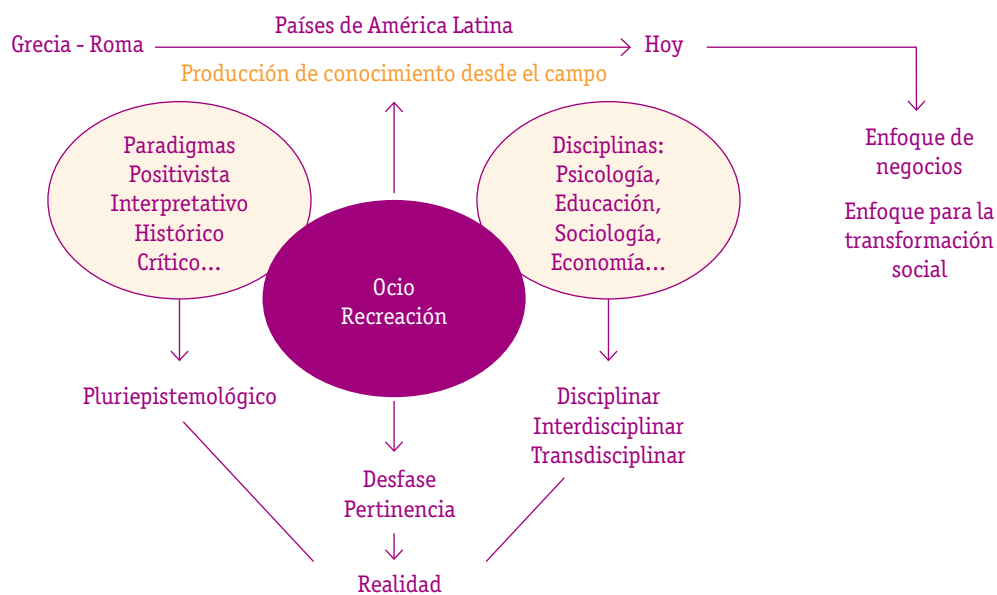 Países de América Latina
Grecia - Roma
Hoy
Producción de conocimiento desde el campo
Paradigmas
Positivista
Interpretativo
Histórico
Crítico...
Disciplinas:
Psicología,
Educación,
Sociología,
Economía...
Enfoque de
negocios
Enfoque para la
transformación
social
Ocio
Recreación
Pluriepistemológico
Disciplinar
Interdisciplinar
Transdisciplinar
Desfase
Pertinencia
Realidad